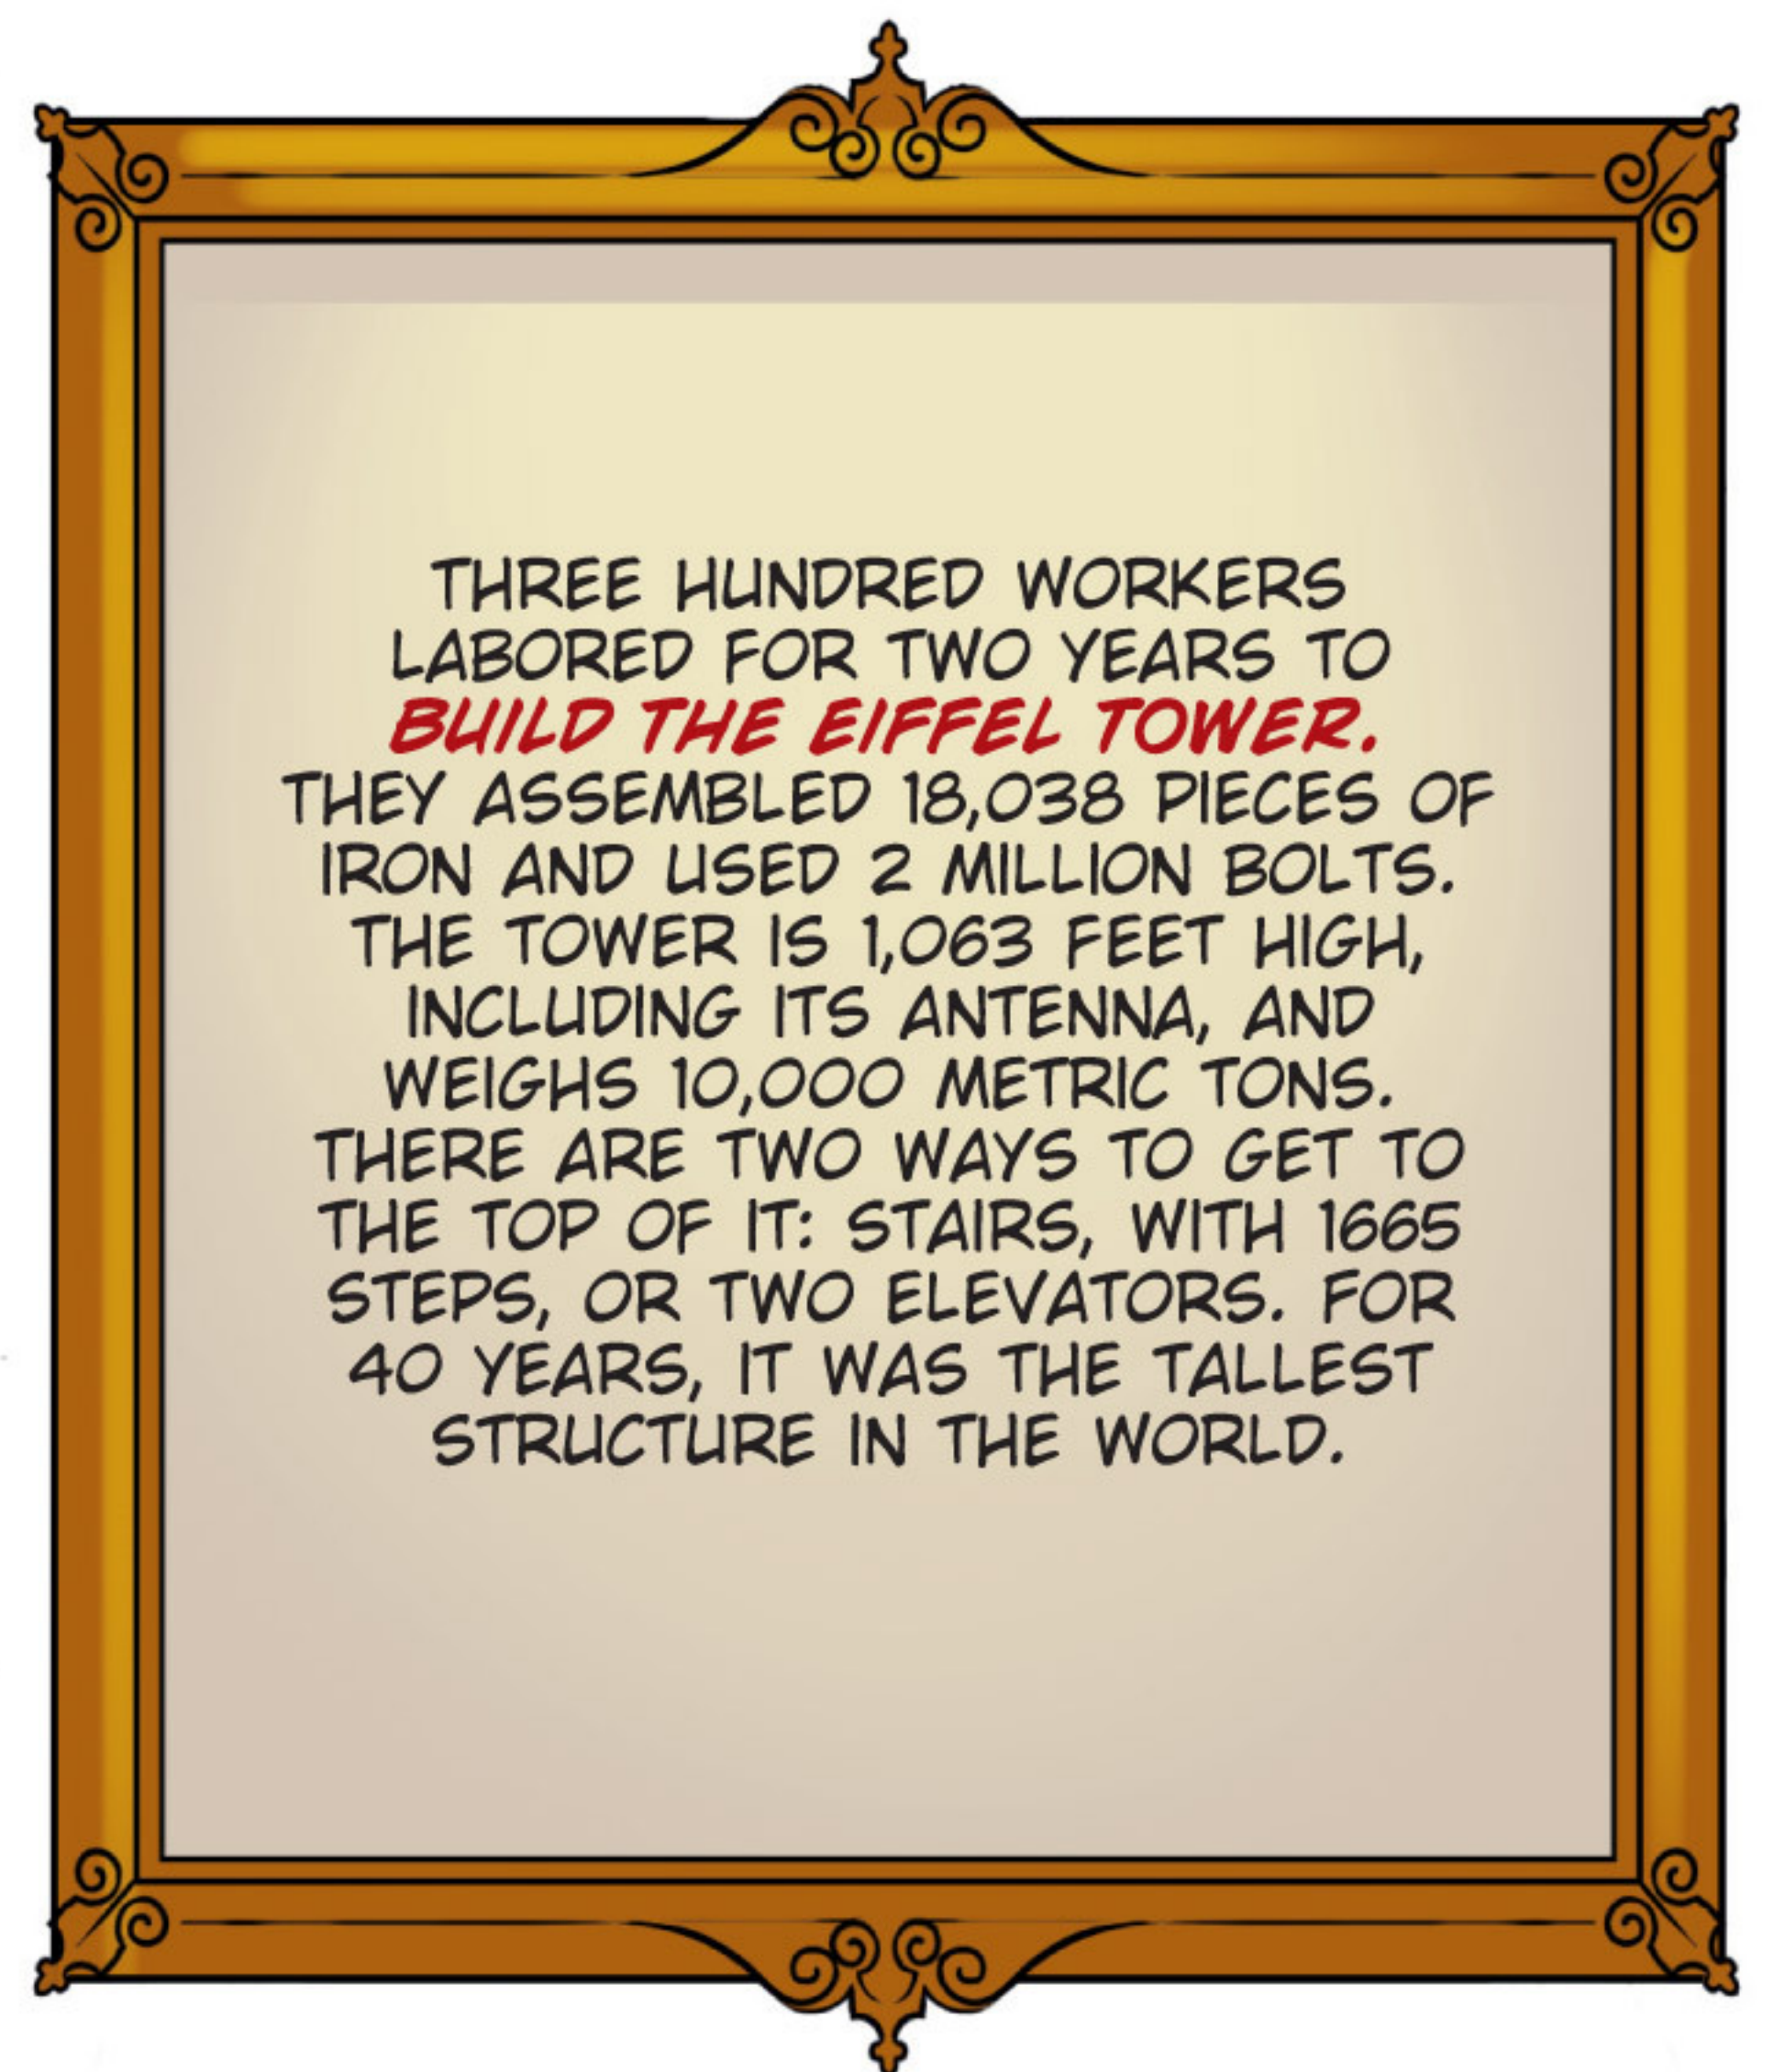 THREE HUNDRED WORKERS
LABORED FOR TWO YEARS TO
BUILD THE EIFFEL TOWER.
THEY ASSEMBLED 18,038 PIECES OF
IRON AND USED 2 MILLION BOLTS.
THE TOWER IS 1,063 FEET HIGH,
INCLUDING ITS ANTENNA, AND
WEIGHS 10,000 METRIC TONS.
THERE ARE TWO WAYS TO GET TO
THE TOP OF IT: STAIRS, WITH 1665
STEPS, OR TWO ELEVATORS. FOR
40 YEARS, IT WAS THE TALLEST
STRUCTURE IN THE WORLD.